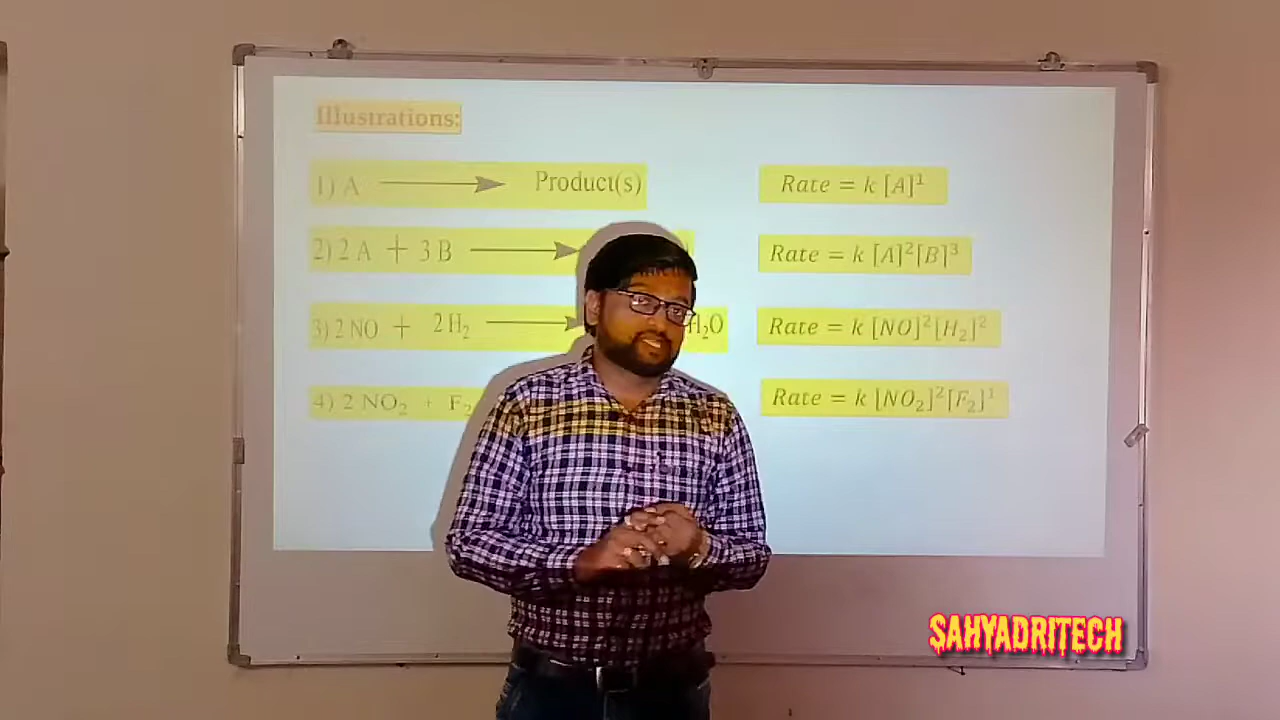 Illustrations:
1) A ⟶ Product(s) Rate = k [A]¹
2) 2 A + 3 B ⟶ Rate = k [A]²[B]³
3) 2 NO + 2 H₂ ⟶ H₂O Rate = k [NO]²[H₂]²
4) 2 NO₂ + F₂ Rate = k [NO₂]²[F₂]¹
SAHYADRITECH